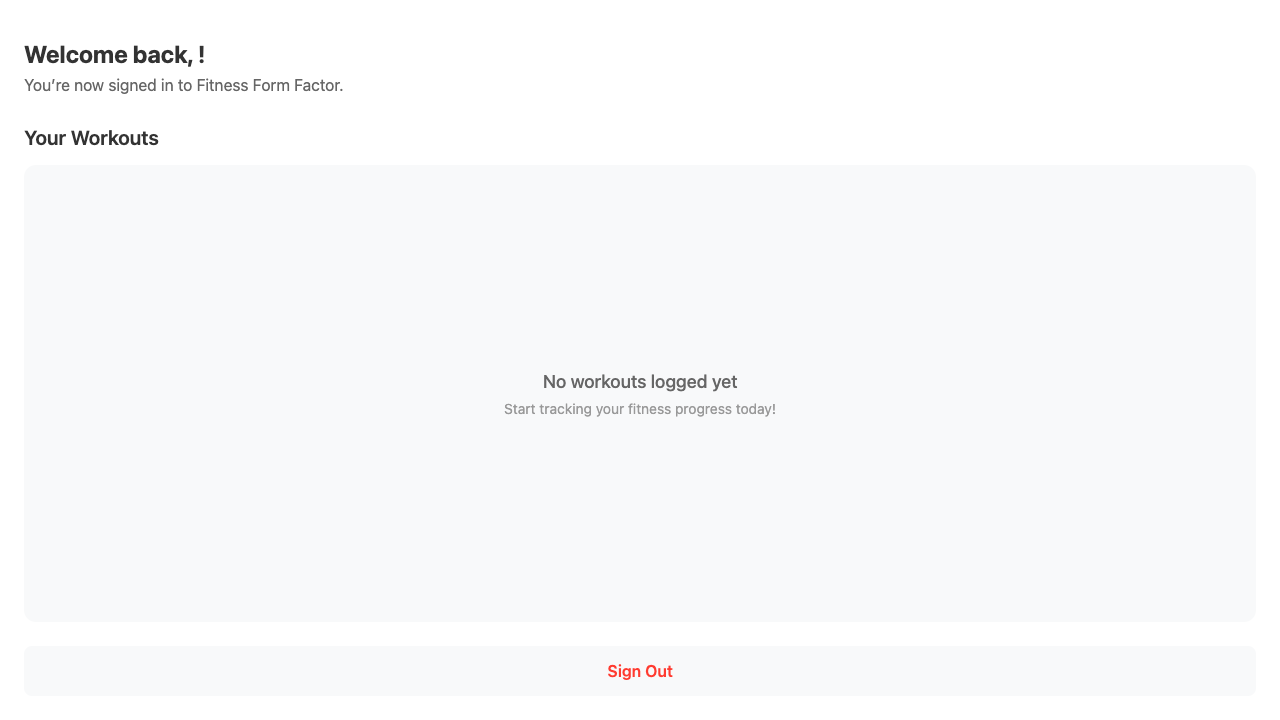 Welcome back, !
You’re now signed in to Fitness Form Factor.
Your Workouts
No workouts logged yet
Start tracking your fitness progress today!
Sign Out